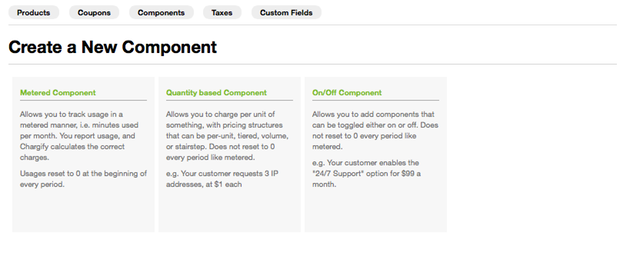 Products Coupons Components Taxes Custom Fields
Create a New Component
Metered Component
Allows you to track usage in a
metered manner, i.e. minutes used
per month. You report usage, and
Chargify calculates the correct
charges.
Usages reset to 0 at the beginning of
every period.
Quantity based Component
Allows you to charge per unit of
something, with pricing structures
that can be per-unit, tiered, volume,
or stairstep. Does not reset to 0
every period like metered.
e.g. Your customer requests 3 IP
addresses, at $1 each
On/Off Component
Allows you to add components that
can be toggled either on or off. Does
not reset to 0 every period like
metered.
e.g. Your customer enables the
"24/7 Support" option for $99 a
month.